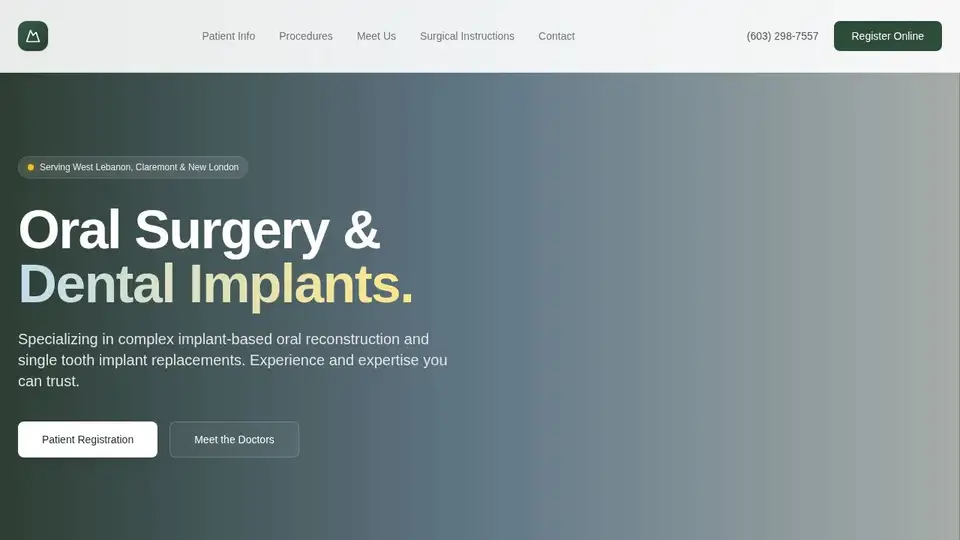 Patient Info
Procedures
Meet Us
Surgical Instructions
Contact
(603) 298-7557
Register Online
Serving West Lebanon, Claremont & New London
Oral Surgery &
Dental Implants.
Specializing in complex implant-based oral reconstruction and
single tooth implant replacements. Experience and expertise you
can trust.
Patient Registration
Meet the Doctors